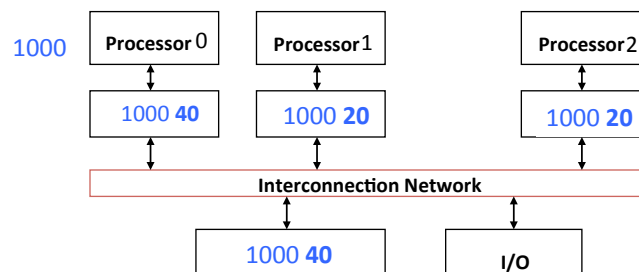 1000 Processor 0 Processor 1 Processor 2
1000 40 1000 20 1000 20
Interconnection Network
1000 40 I/O